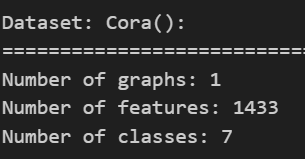 Dataset: Cora():
==========================
Number of graphs: 1
Number of features: 1433
Number of classes: 7